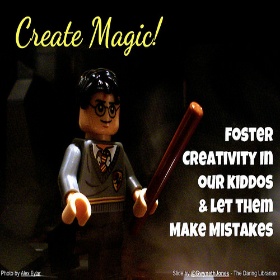 Create Magic!
FOSTER
CREATIVITY IN
OUR KIDDOS
& LET THEM
MAKE MISTAKES
Photo by Alex Eylar
Slide by @GwynethJones - The Daring Librarian